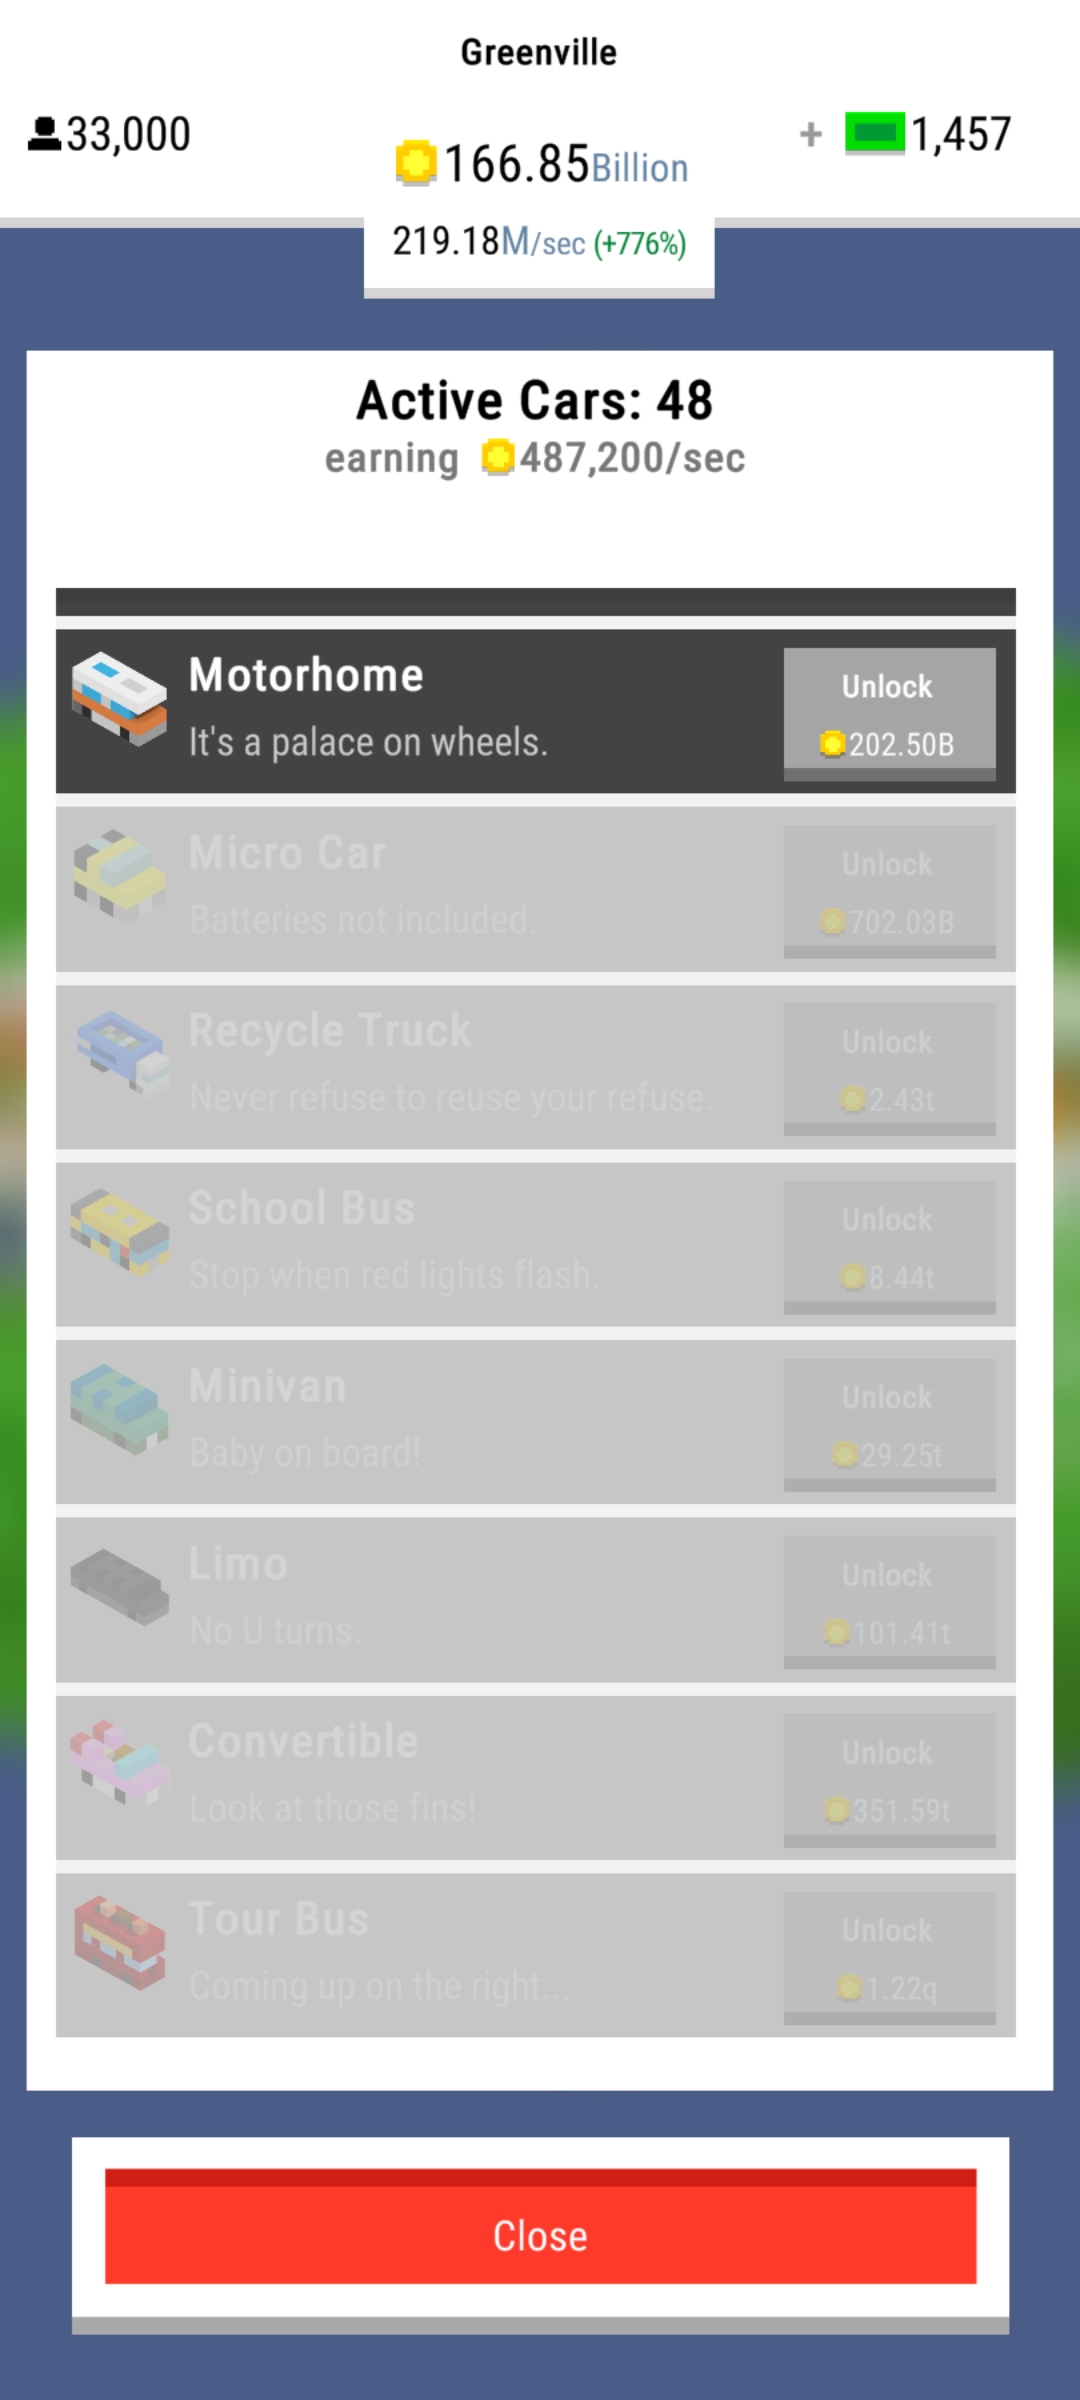 Greenville
33,000
+ 1,457
166.85Billion
219.18M/sec (+776%)
Active Cars: 48
earning 487,200/sec
Motorhome
It's a palace on wheels.
Unlock
202.50B
Micro Car
Batteries not included.
Unlock
702.03B
Recycle Truck
Never refuse to reuse your refuse.
Unlock
2.43t
School Bus
Stop when red lights flash.
Unlock
8.44t
Minivan
Baby on board!
Unlock
29.25t
Limo
No U turns.
Unlock
101.41t
Convertible
Look at those fins!
Unlock
351.59t
Tour Bus
Coming up on the right...
Unlock
1.22q
Close